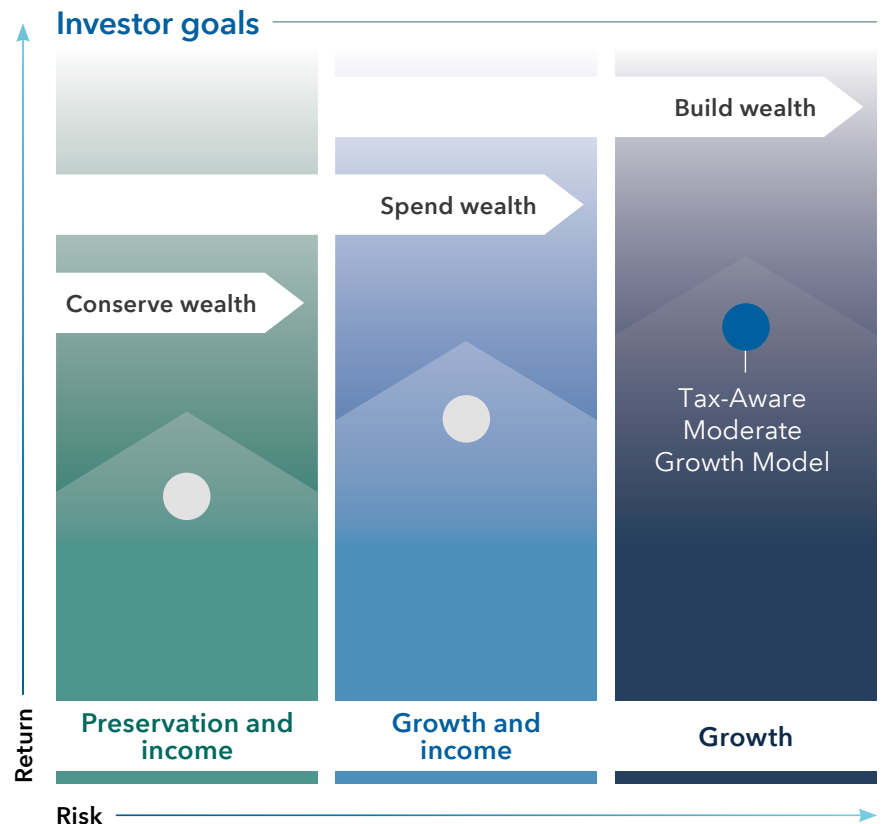 Investor goals
Build wealth
Spend wealth
Conserve wealth
Tax-Aware
Moderate
Growth Model
Return
Preservation and
income
Growth and
income
Growth
Risk